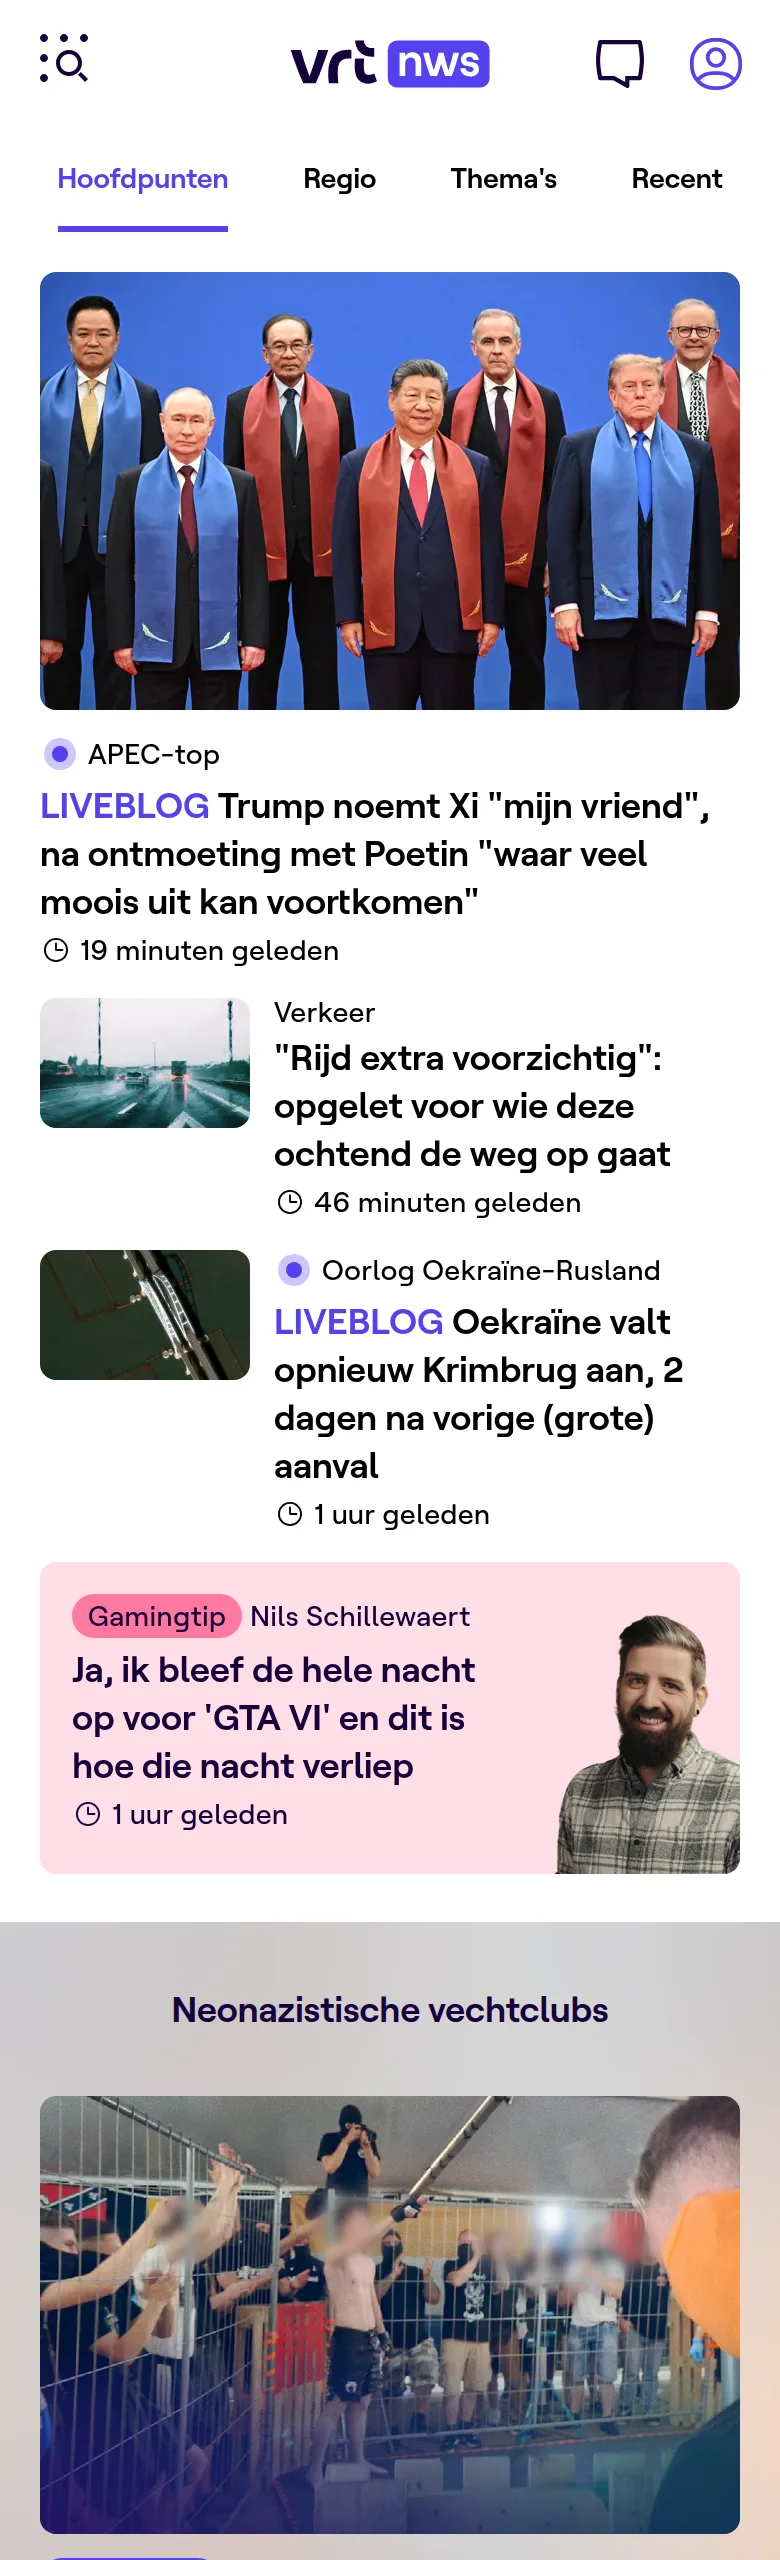 vrt nws
Hoofdpunten Regio Thema's Recent
APEC-top
LIVEBLOG Trump noemt Xi "mijn vriend",
na ontmoeting met Poetin "waar veel
moois uit kan voortkomen"
19 minuten geleden
Verkeer
"Rijd extra voorzichtig":
opgelet voor wie deze
ochtend de weg op gaat
46 minuten geleden
Oorlog Oekraïne-Rusland
LIVEBLOG Oekraïne valt
opnieuw Krimbrug aan, 2
dagen na vorige (grote)
aanval
1 uur geleden
Gamingtip Nils Schillewaert
Ja, ik bleef de hele nacht
op voor 'GTA VI' en dit is
hoe die nacht verliep
1 uur geleden
Neonazistische vechtclubs